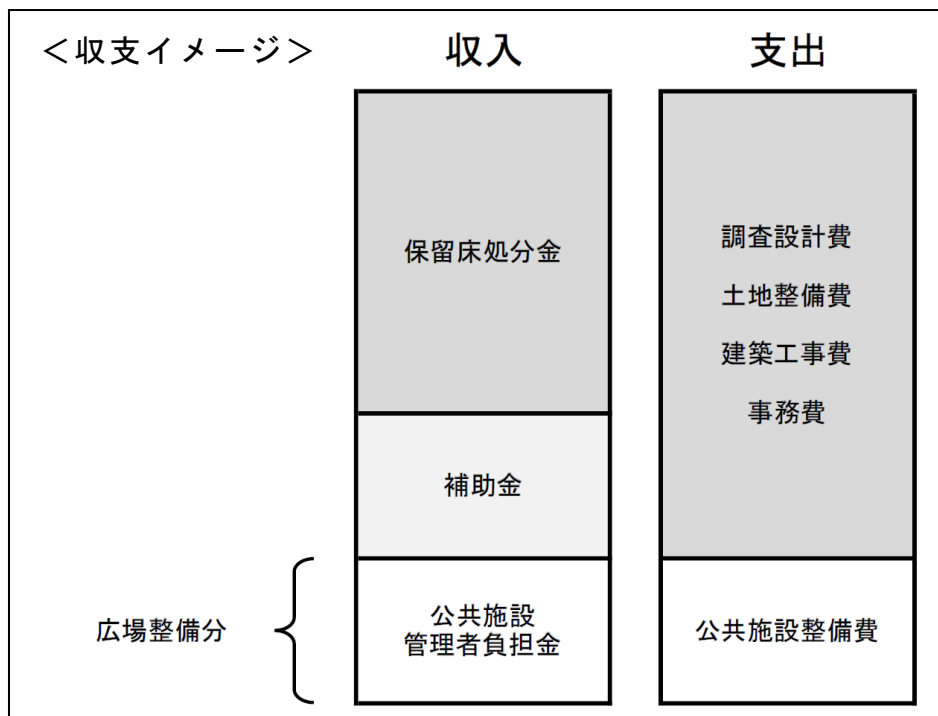 <収支イメージ>
収入
支出
保留床処分金
補助金
公共施設
管理者負担金
調査設計費
土地整備費
建築工事費
事務費
公共施設整備費
広場整備分